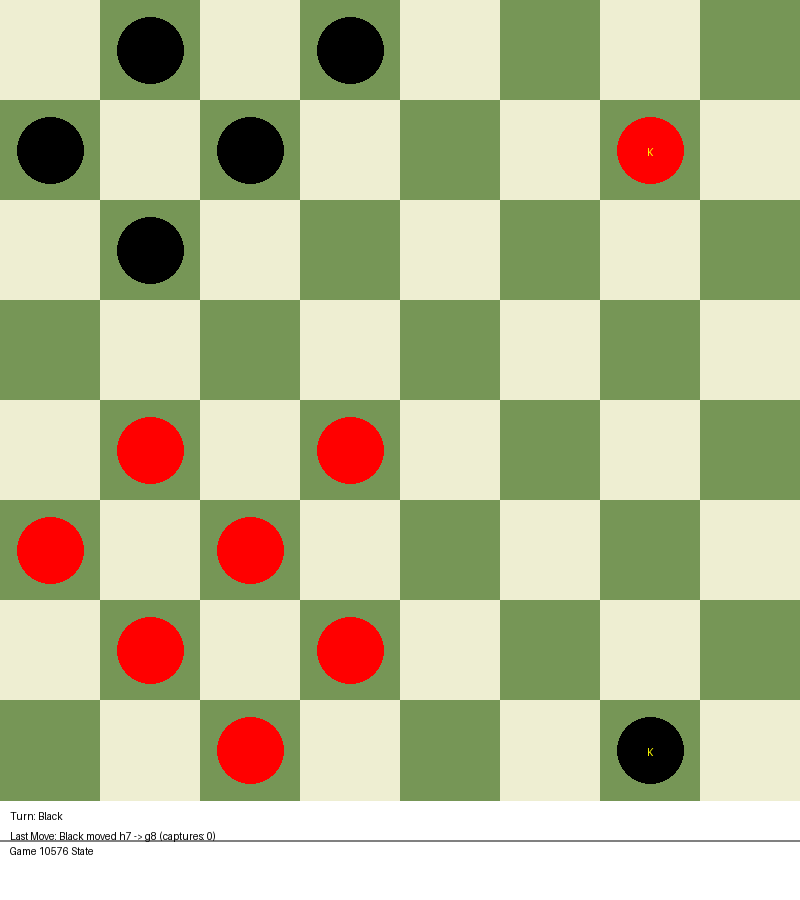 K
K
Turn: Black
Last Move: Black moved h7 -> g8 (captures: 0)
Game 10576 State